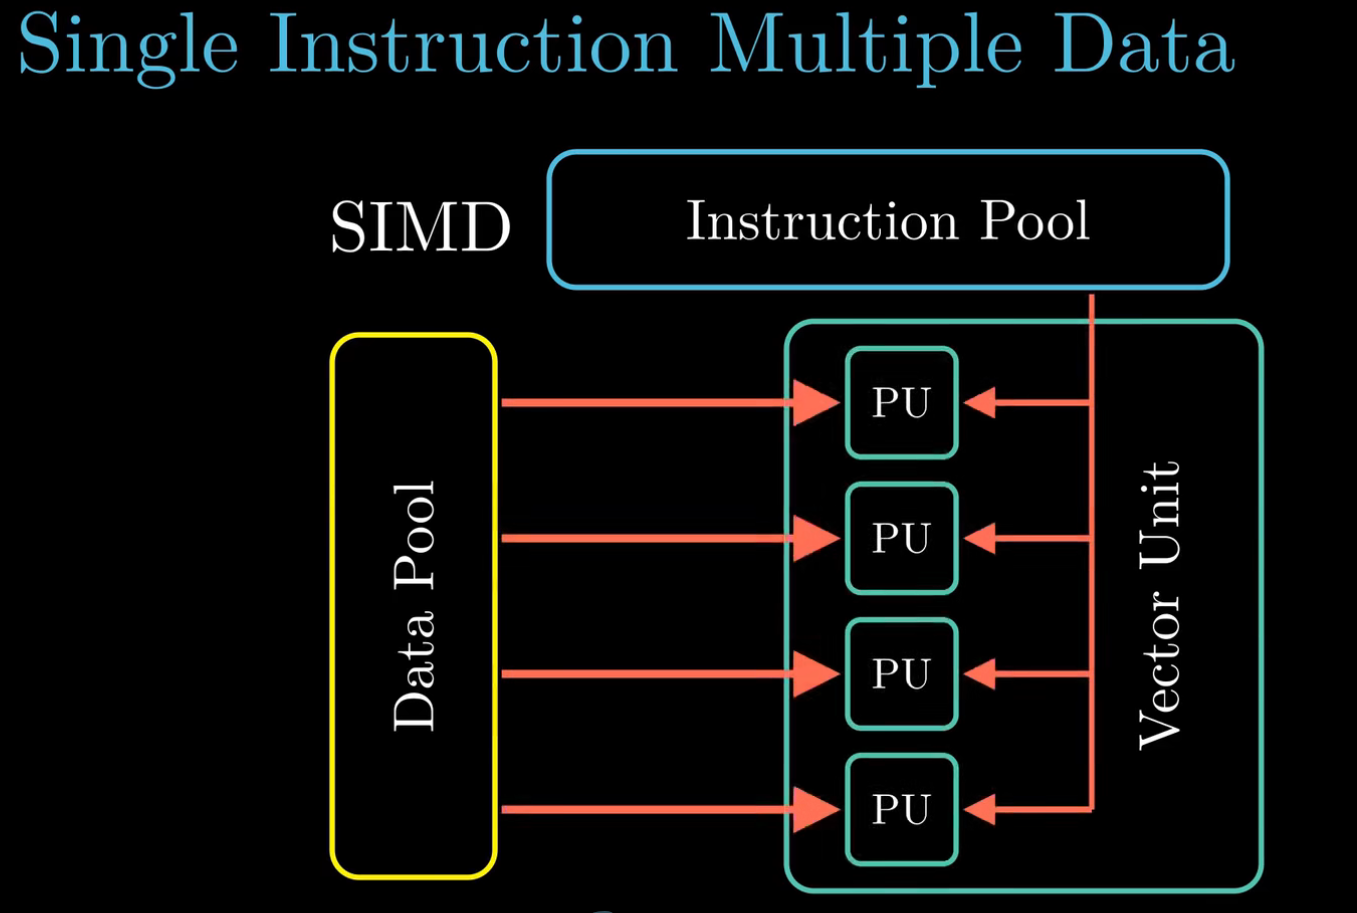 Single Instruction Multiple Data
SIMD
Instruction Pool
Data Pool
PU
PU
PU
PU
Vector Unit